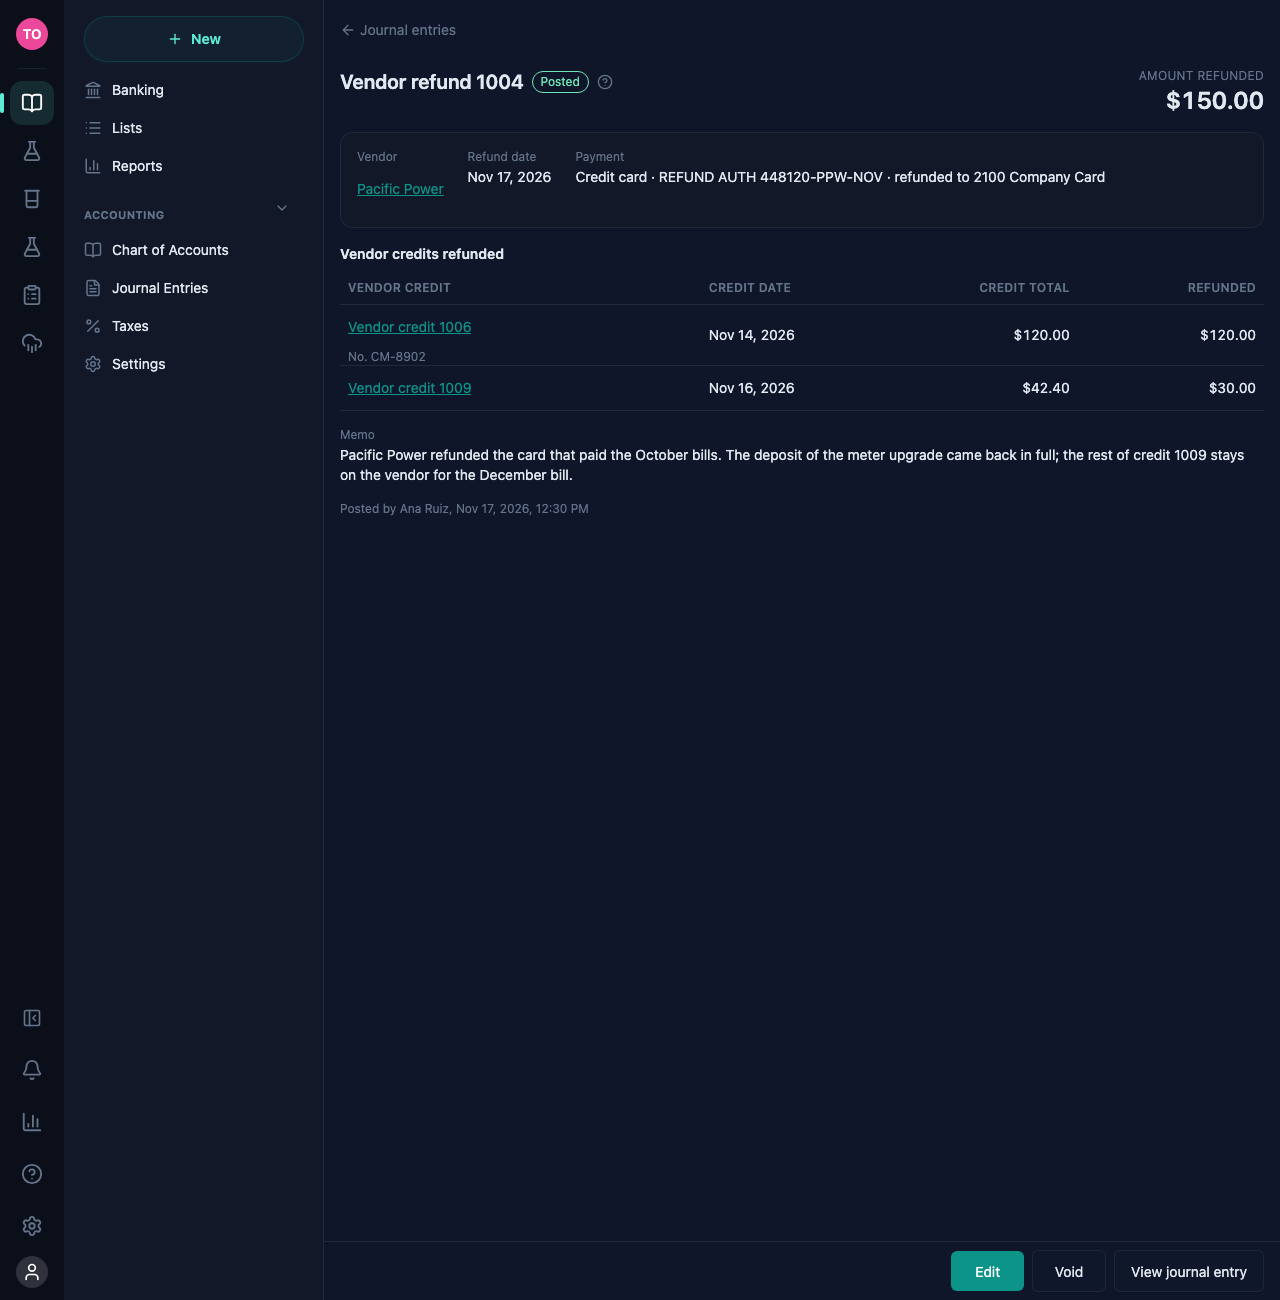 TO
New
Banking
Lists
Reports
ACCOUNTING
Chart of Accounts
Journal Entries
Taxes
Settings
Journal entries
Vendor refund 1004
Posted
AMOUNT REFUNDED
$150.00
Vendor
Pacific Power
Refund date
Nov 17, 2026
Payment
Credit card · REFUND AUTH 448120-PPW-NOV · refunded to 2100 Company Card
Vendor credits refunded
VENDOR CREDIT CREDIT DATE CREDIT TOTAL REFUNDED
Vendor credit 1006 Nov 14, 2026 $120.00 $120.00
No. CM-8902
Vendor credit 1009 Nov 16, 2026 $42.40 $30.00
Memo
Pacific Power refunded the card that paid the October bills. The deposit of the meter upgrade came back in full; the rest of credit 1009 stays
on the vendor for the December bill.
Posted by Ana Ruiz, Nov 17, 2026, 12:30 PM
Edit
Void
View journal entry